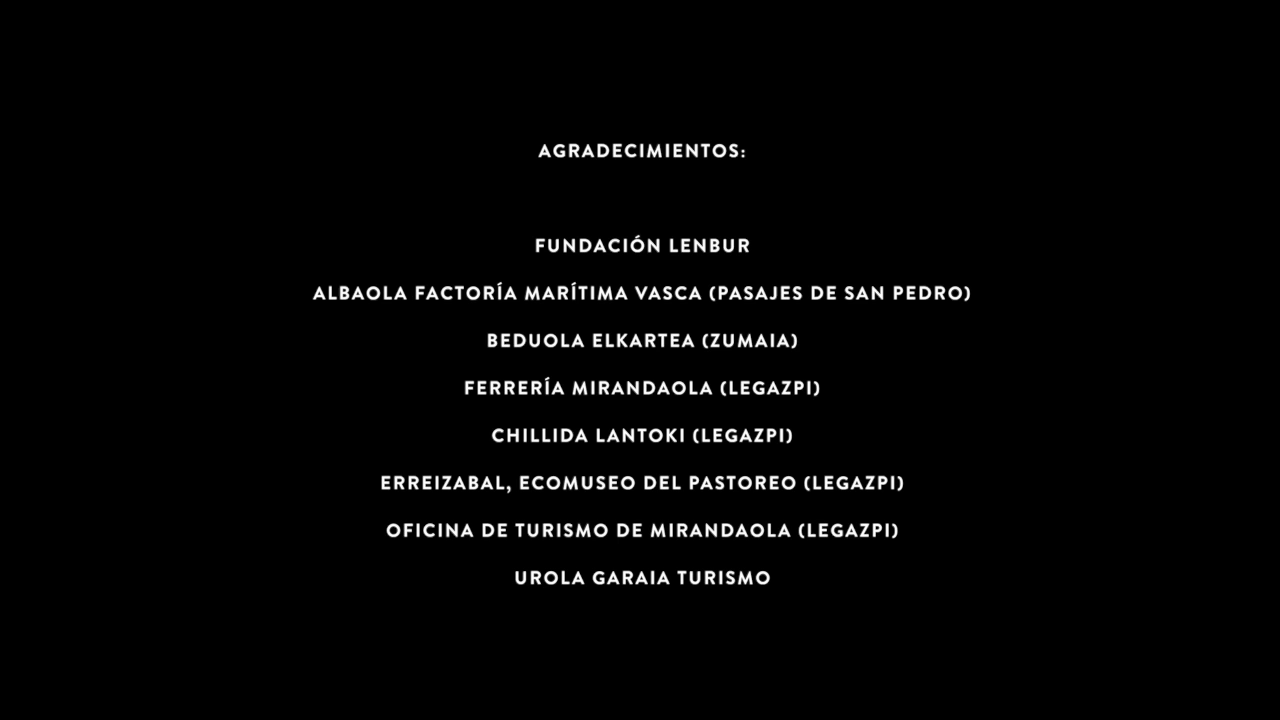 AGRADECIMIENTOS:
FUNDACIÓN LENBUR
ALBAOLA FACTORÍA MARÍTIMA VASCA (PASAJES DE SAN PEDRO)
BEDUOLA ELKARTEA (ZUMAIA)
FERRERÍA MIRANDAOLA (LEGAZPI)
CHILLIDA LANTOKI (LEGAZPI)
ERREIZABAL, ECOMUSEO DEL PASTOREO (LEGAZPI)
OFICINA DE TURISMO DE MIRANDAOLA (LEGAZPI)
UROLA GARAIA TURISMO